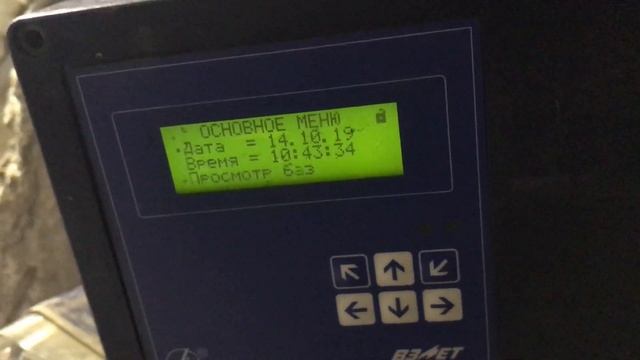 ОСНОВНОЕ МЕНЮ
Дата = 14.10.19
Время = 10:43:34
Просмотр баз
ВЗЛЕТ